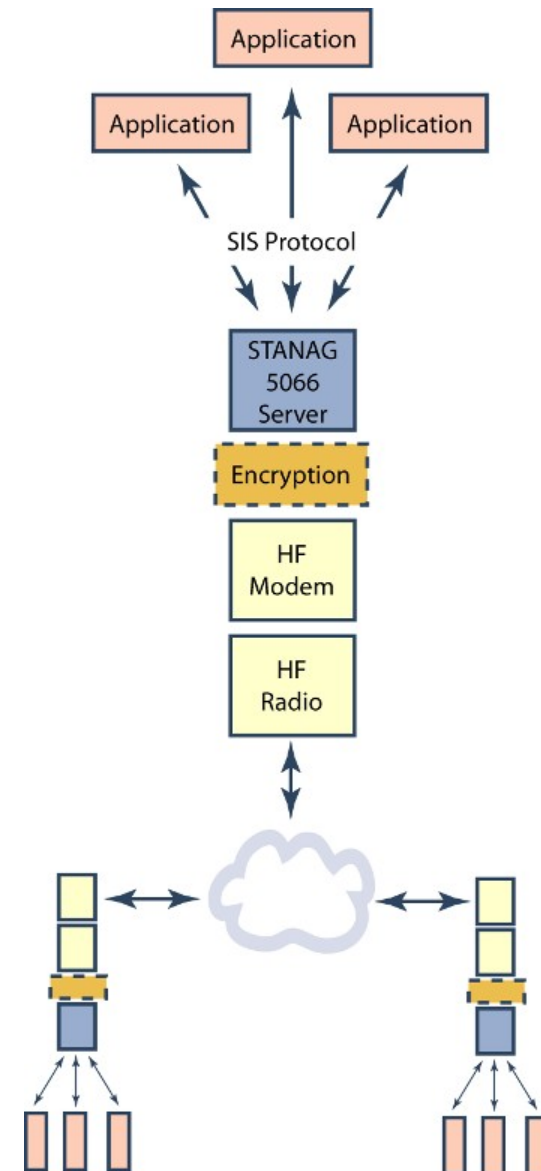 Application
Application
Application
SIS Protocol
STANAG
5066
Server
Encryption
HF
Modem
HF
Radio